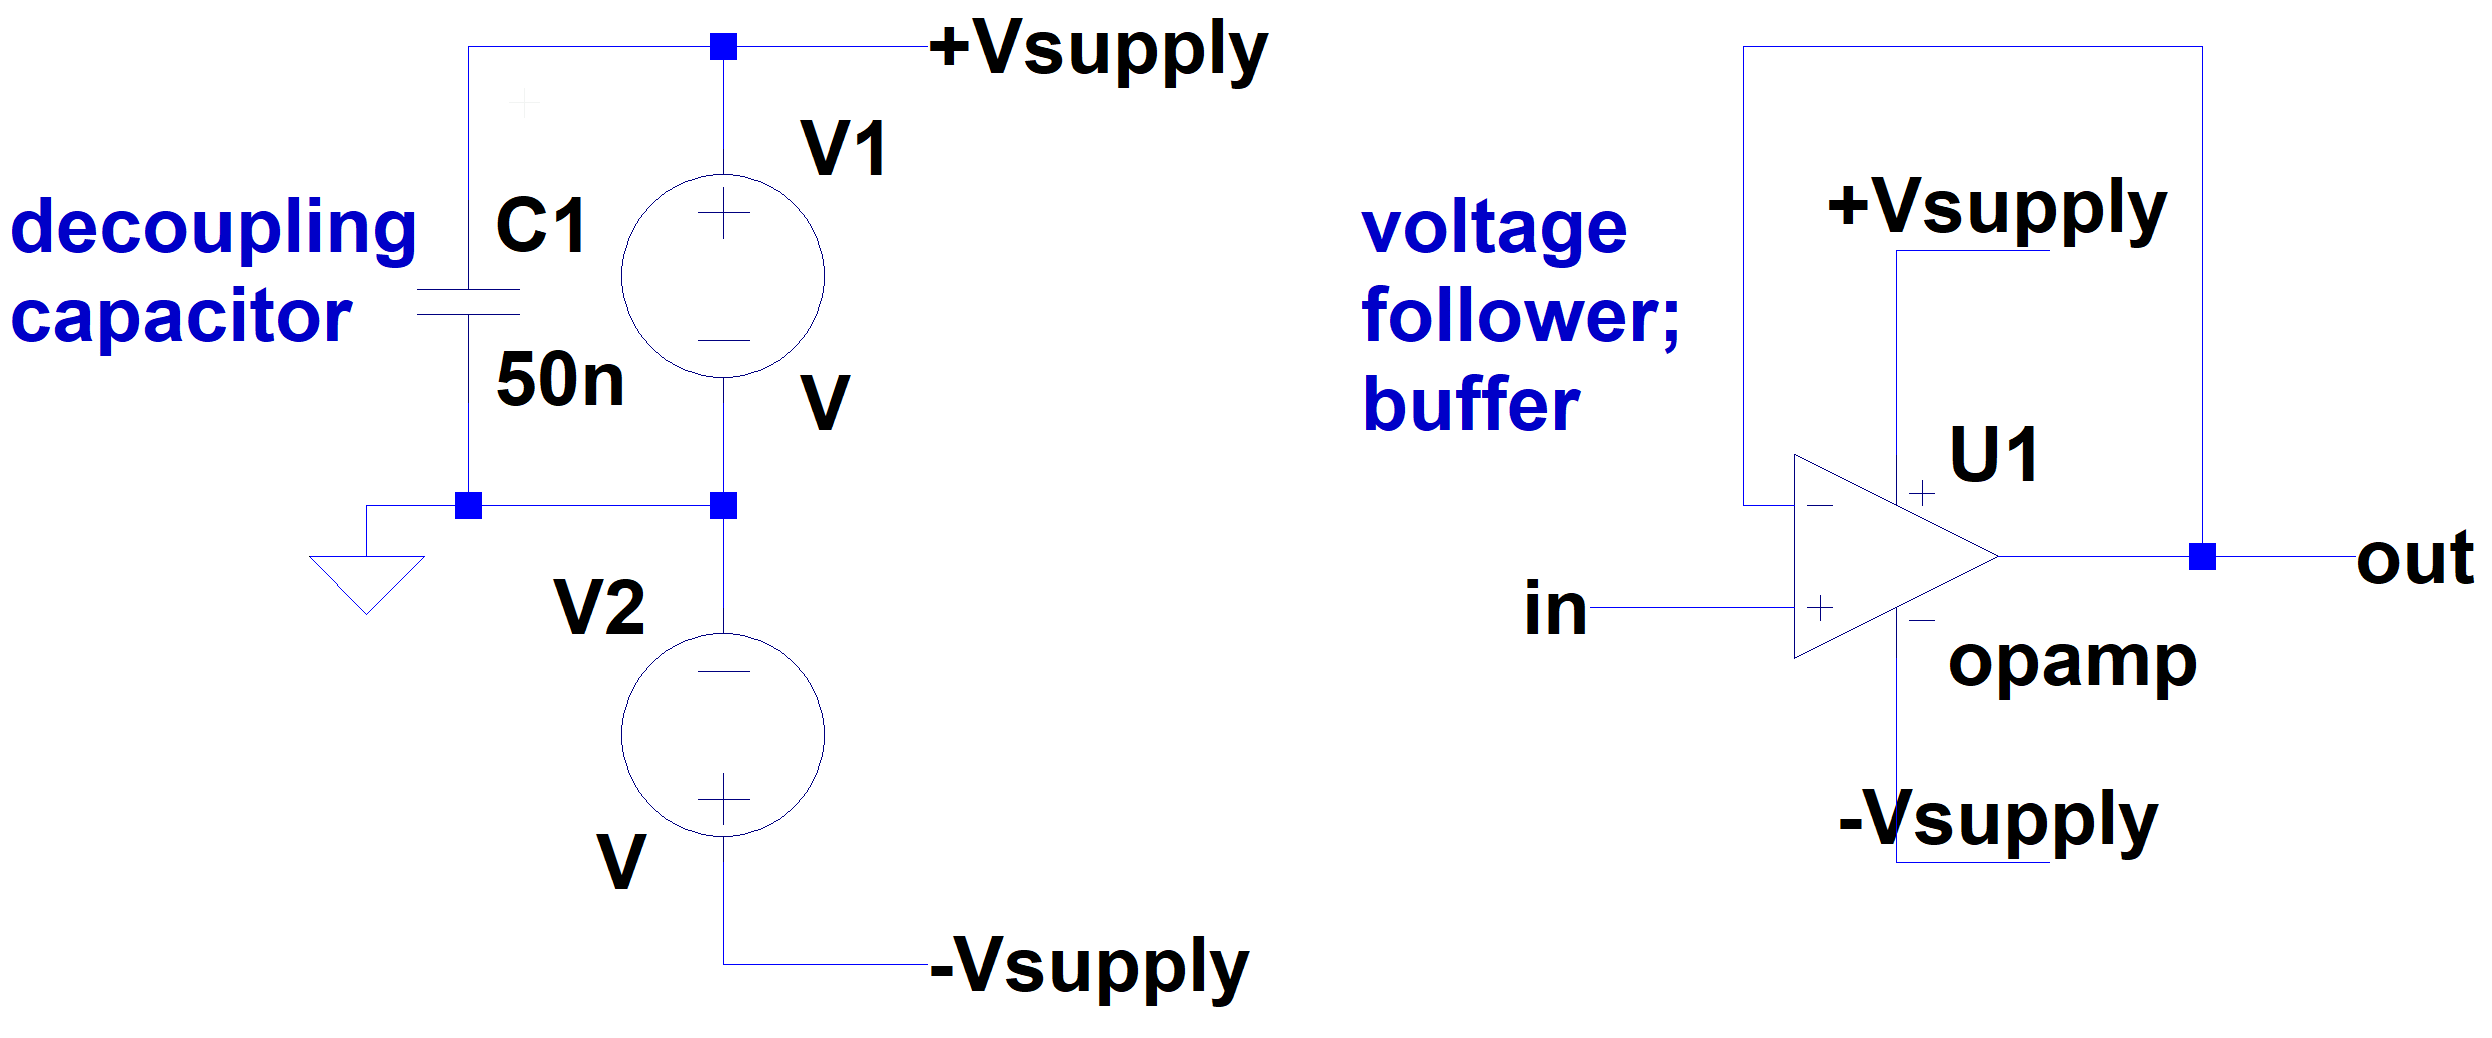 +Vsupply
V1
decoupling
capacitor
C1
50n
V
V2
V
-Vsupply
voltage
follower;
buffer
+Vsupply
U1
in
out
opamp
-Vsupply